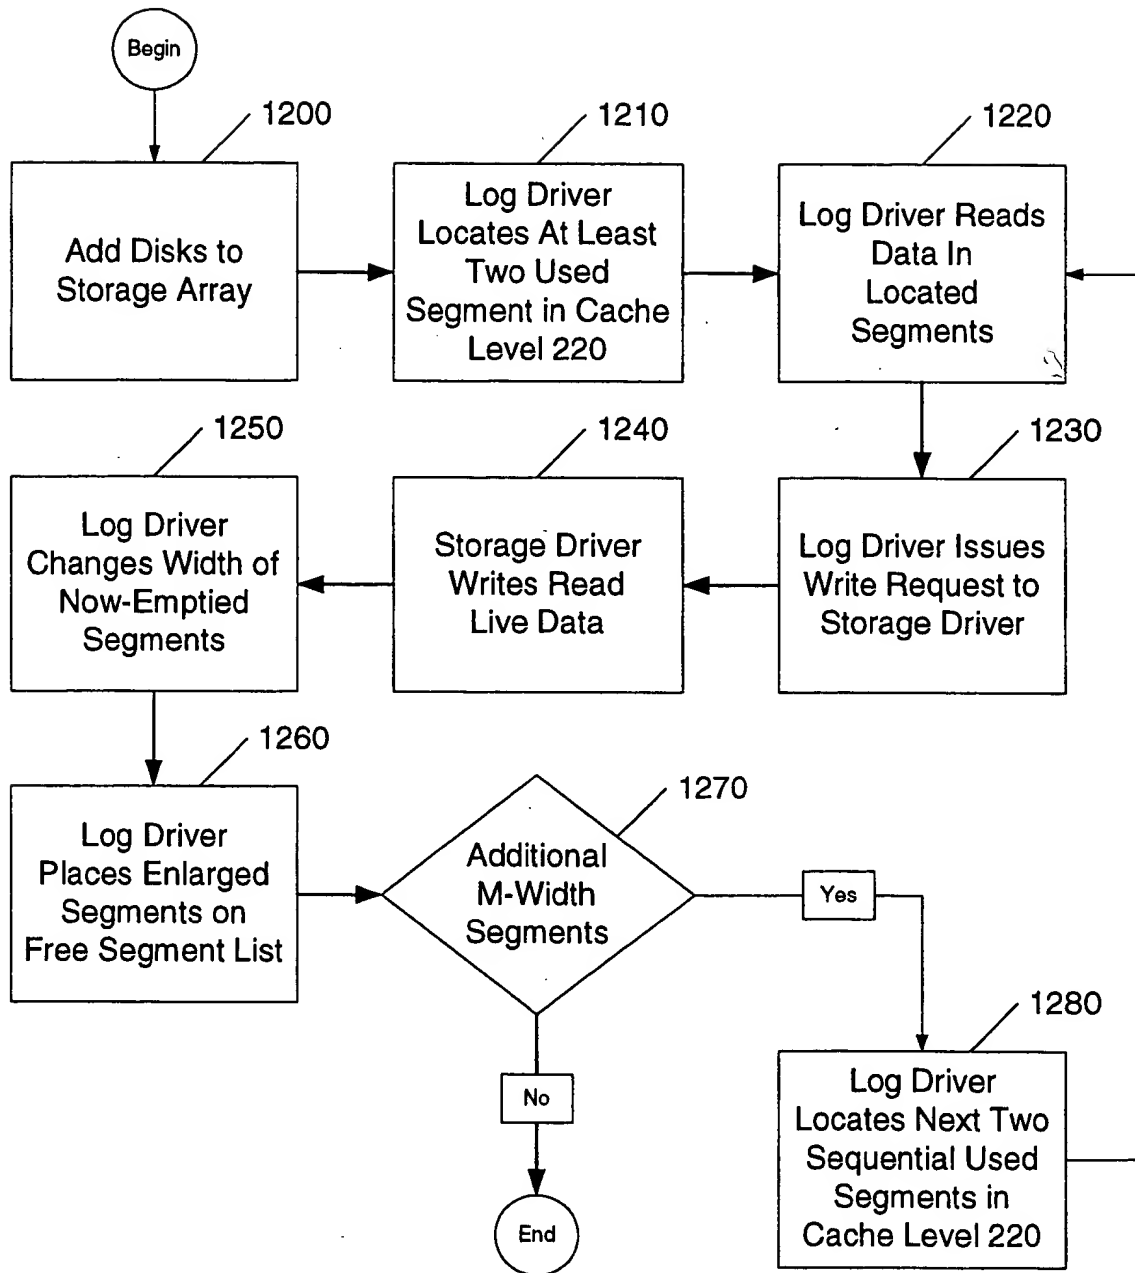 Begin
1200
Add Disks to
Storage Array
1210
Log Driver
Locates At Least
Two Used
Segment in Cache
Level 220
1220
Log Driver Reads
Data In
Located
Segments
1230
Log Driver Issues
Write Request to
Storage Driver
1240
Storage Driver
Writes Read
Live Data
1250
Log Driver
Changes Width of
Now-Emptied
Segments
1260
Log Driver
Places Enlarged
Segments on
Free Segment List
1270
Additional
M-Width
Segments
Yes
No
End
1280
Log Driver
Locates Next Two
Sequential Used
Segments in
Cache Level 220